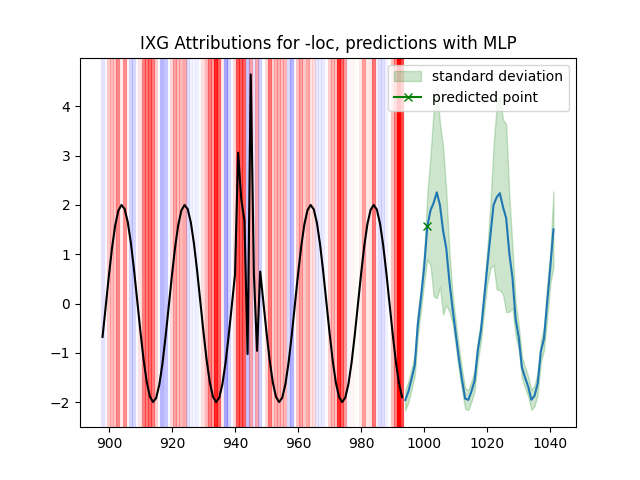 IXG Attributions for -loc, predictions with MLP
standard deviation
predicted point
4
3
2
1
0
−1
−2
900 920 940 960 980 1000 1020 1040